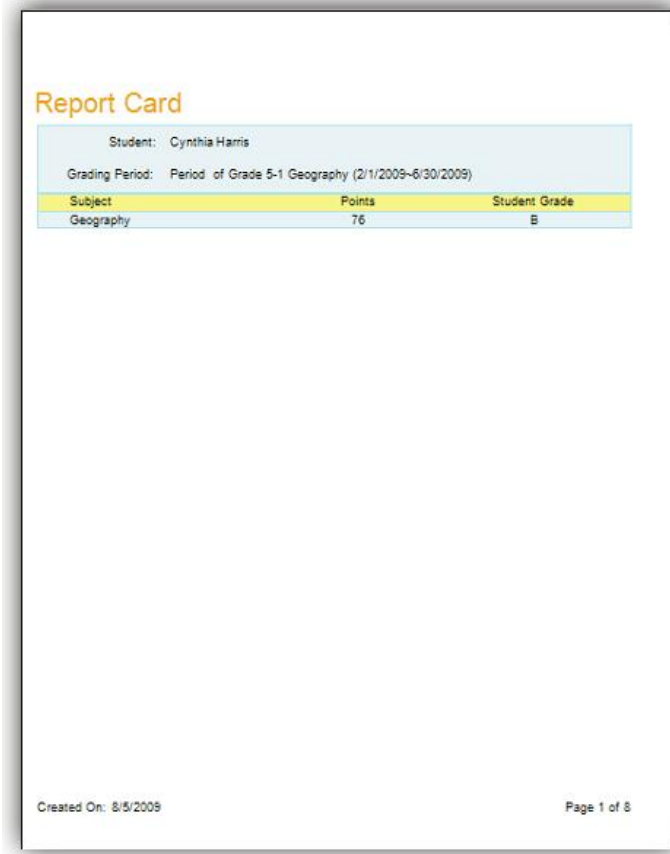 Report Card
Student: Cynthia Harris
Grading Period: Period of Grade 5-1 Geography (2/1/2009~6/30/2009)
Subject Points Student Grade
Geography 76 B
Created On: 8/5/2009 Page 1 of 8